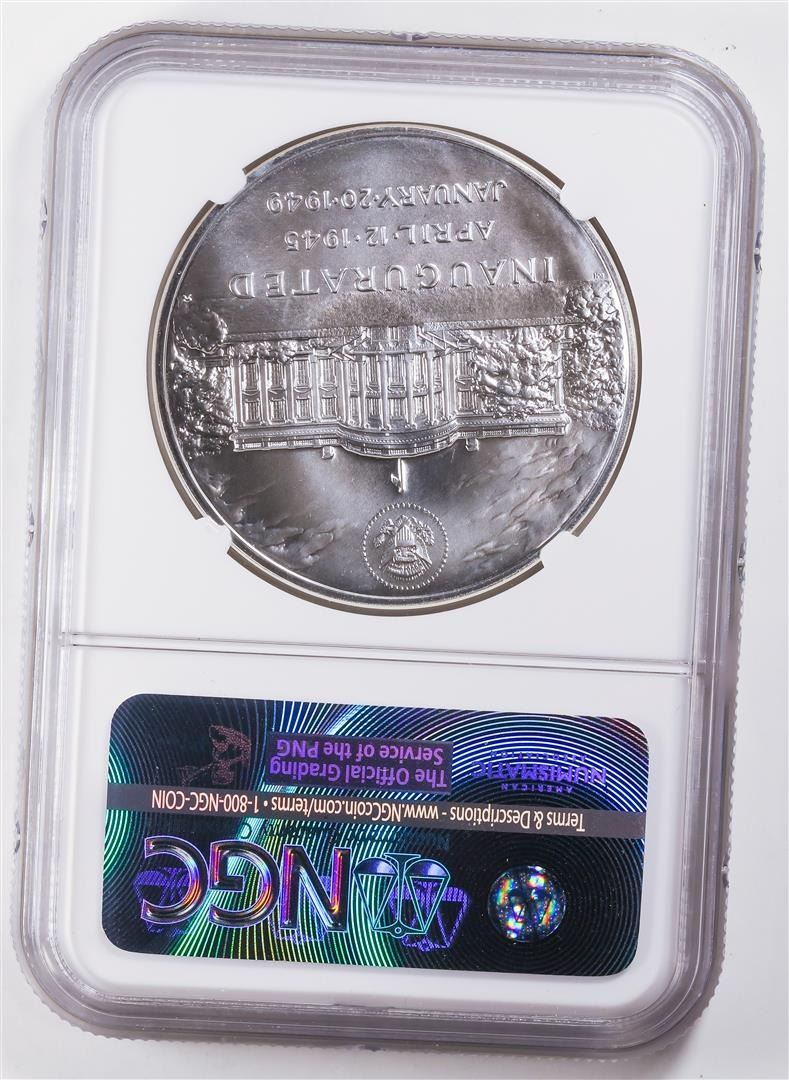 NGC
Terms & Descriptions - www.NGCcoin.com/terms • 1-800-NGC-COIN
AMERICAN
NUMISMATIC
The Official Grading
Service of the PNG
INAUGURATED
APRIL·12·1945
JANUARY·20·1949